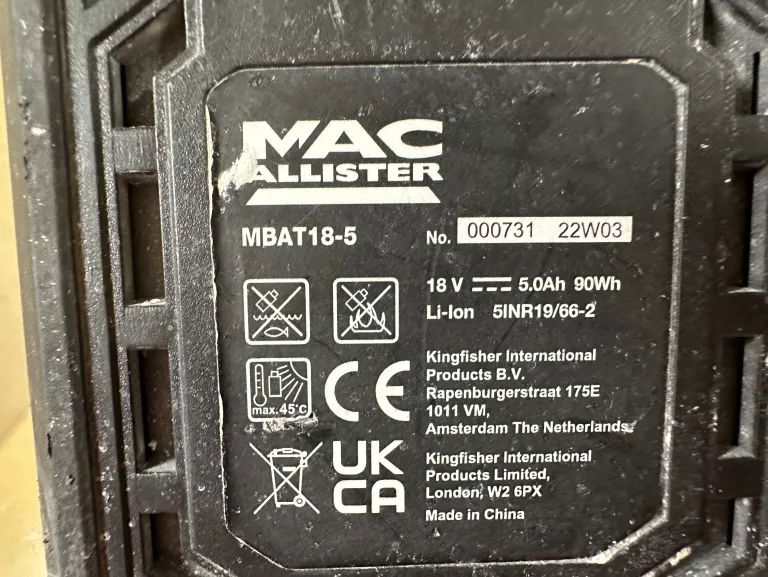 MAC
ALLISTER
MBAT18-5
No. 000731 22W03
18 V 5.0Ah 90Wh
Li-Ion 5INR19/66-2
max.45°C
CE
Kingfisher International
Products B.V.
Rapenburgerstraat 175E
1011 VM,
Amsterdam The Netherlands.
UK
CA
Kingfisher International
Products Limited,
London, W2 6PX
Made in China